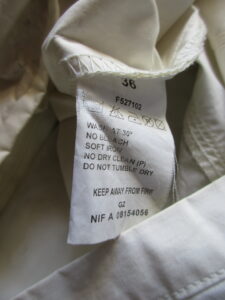 36
F527102
WASH AT 30°
NO BLEACH
SOFT IRON
NO DRY CLEAN (P)
DO NOT TUMBLE DRY
KEEP AWAY FROM FIRE
GZ
NIF A 08154056